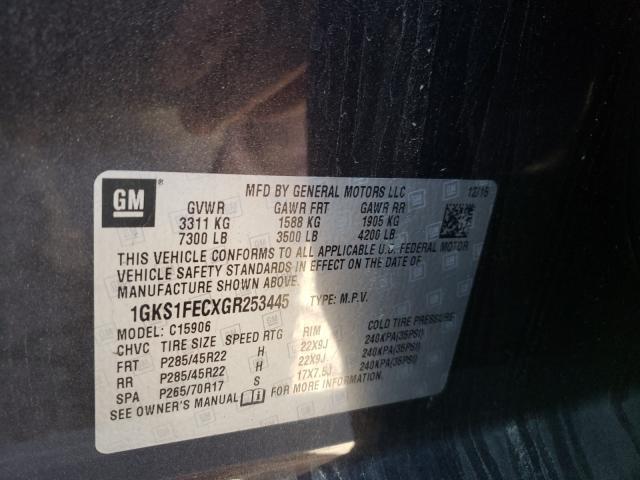 GM ®
MFD BY GENERAL MOTORS LLC 12/15
GVWR GAWR FRT GAWR RR
3311 KG 1588 KG 1905 KG
7300 LB 3500 LB 4200 LB
THIS VEHICLE CONFORMS TO ALL APPLICABLE U.S. FEDERAL MOTOR
VEHICLE SAFETY STANDARDS IN EFFECT ON THE DATE OF
MANUFACTURE SHOWN ABOVE.
1GKS1FECXGR253445 TYPE: M.P.V.
MODEL: C15906
CHVC TIRE SIZE SPEED RTG RIM COLD TIRE PRESSURE
FRT P285/45R22 H 22X9J 240KPA(35PSI)
RR P285/45R22 H 22X9J 240KPA(35PSI)
SPA P265/70R17 S 17X7.5J 240KPA(35PSI)
SEE OWNER'S MANUAL FOR MORE INFORMATION.